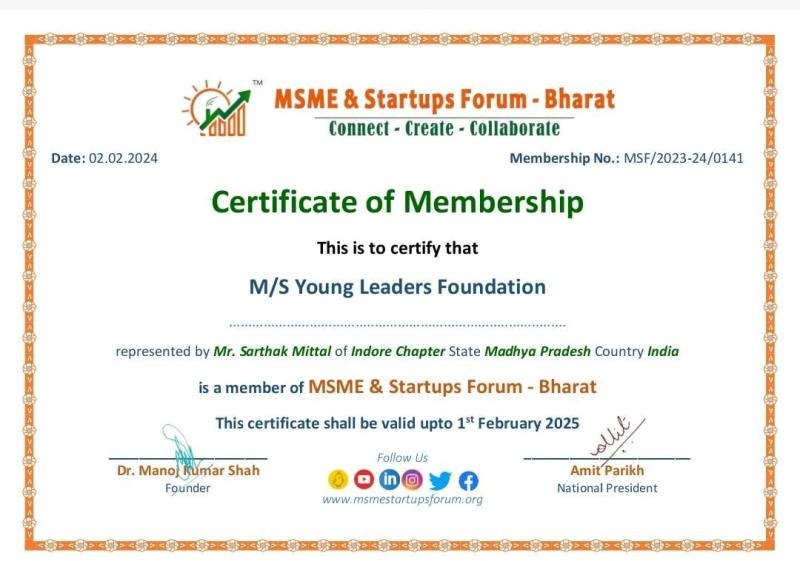 TM
MSME & Startups Forum - Bharat
Connect - Create - Collaborate
Date: 02.02.2024 Membership No.: MSF/2023-24/0141
Certificate of Membership
This is to certify that
M/S Young Leaders Foundation
represented by Mr. Sarthak Mittal of Indore Chapter State Madhya Pradesh Country India
is a member of MSME & Startups Forum - Bharat
This certificate shall be valid upto 1st February 2025
Follow Us
Dr. Manoj Kumar Shah
Founder
Amit Parikh
National President
www.msmestartupsforum.org